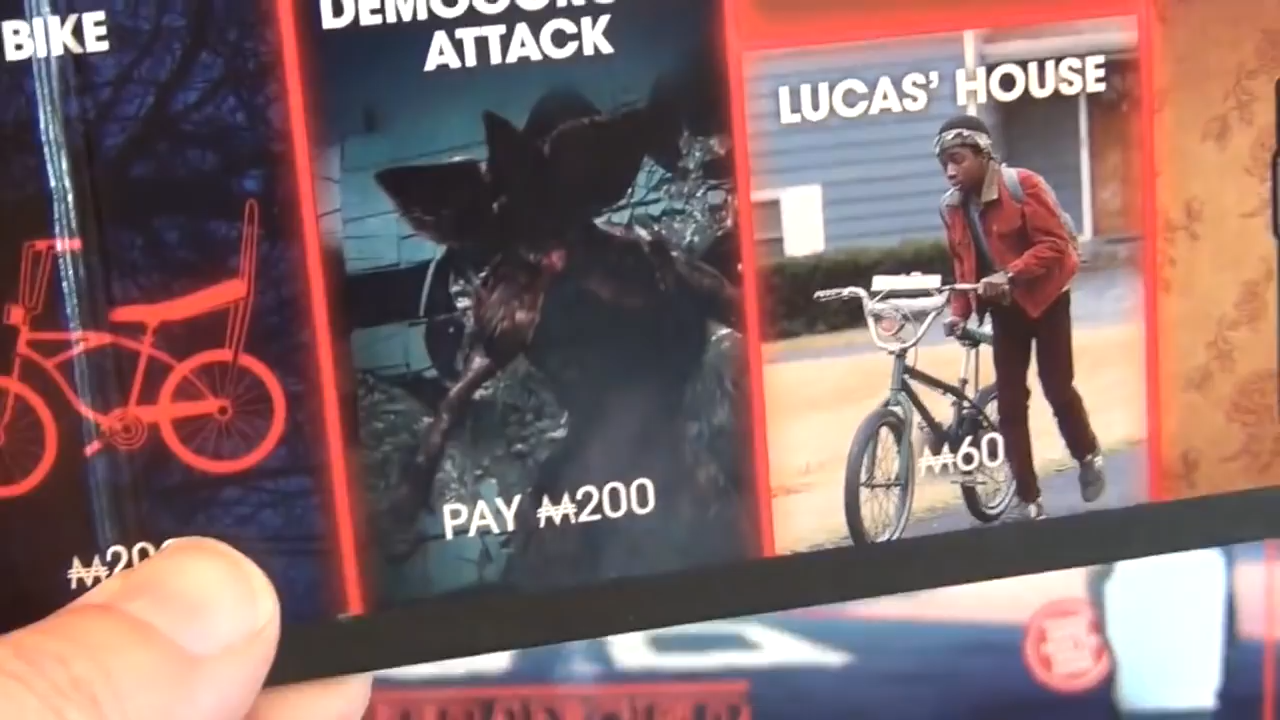 BIKE
ATTACK
LUCAS' HOUSE
₩60
PAY ₩200